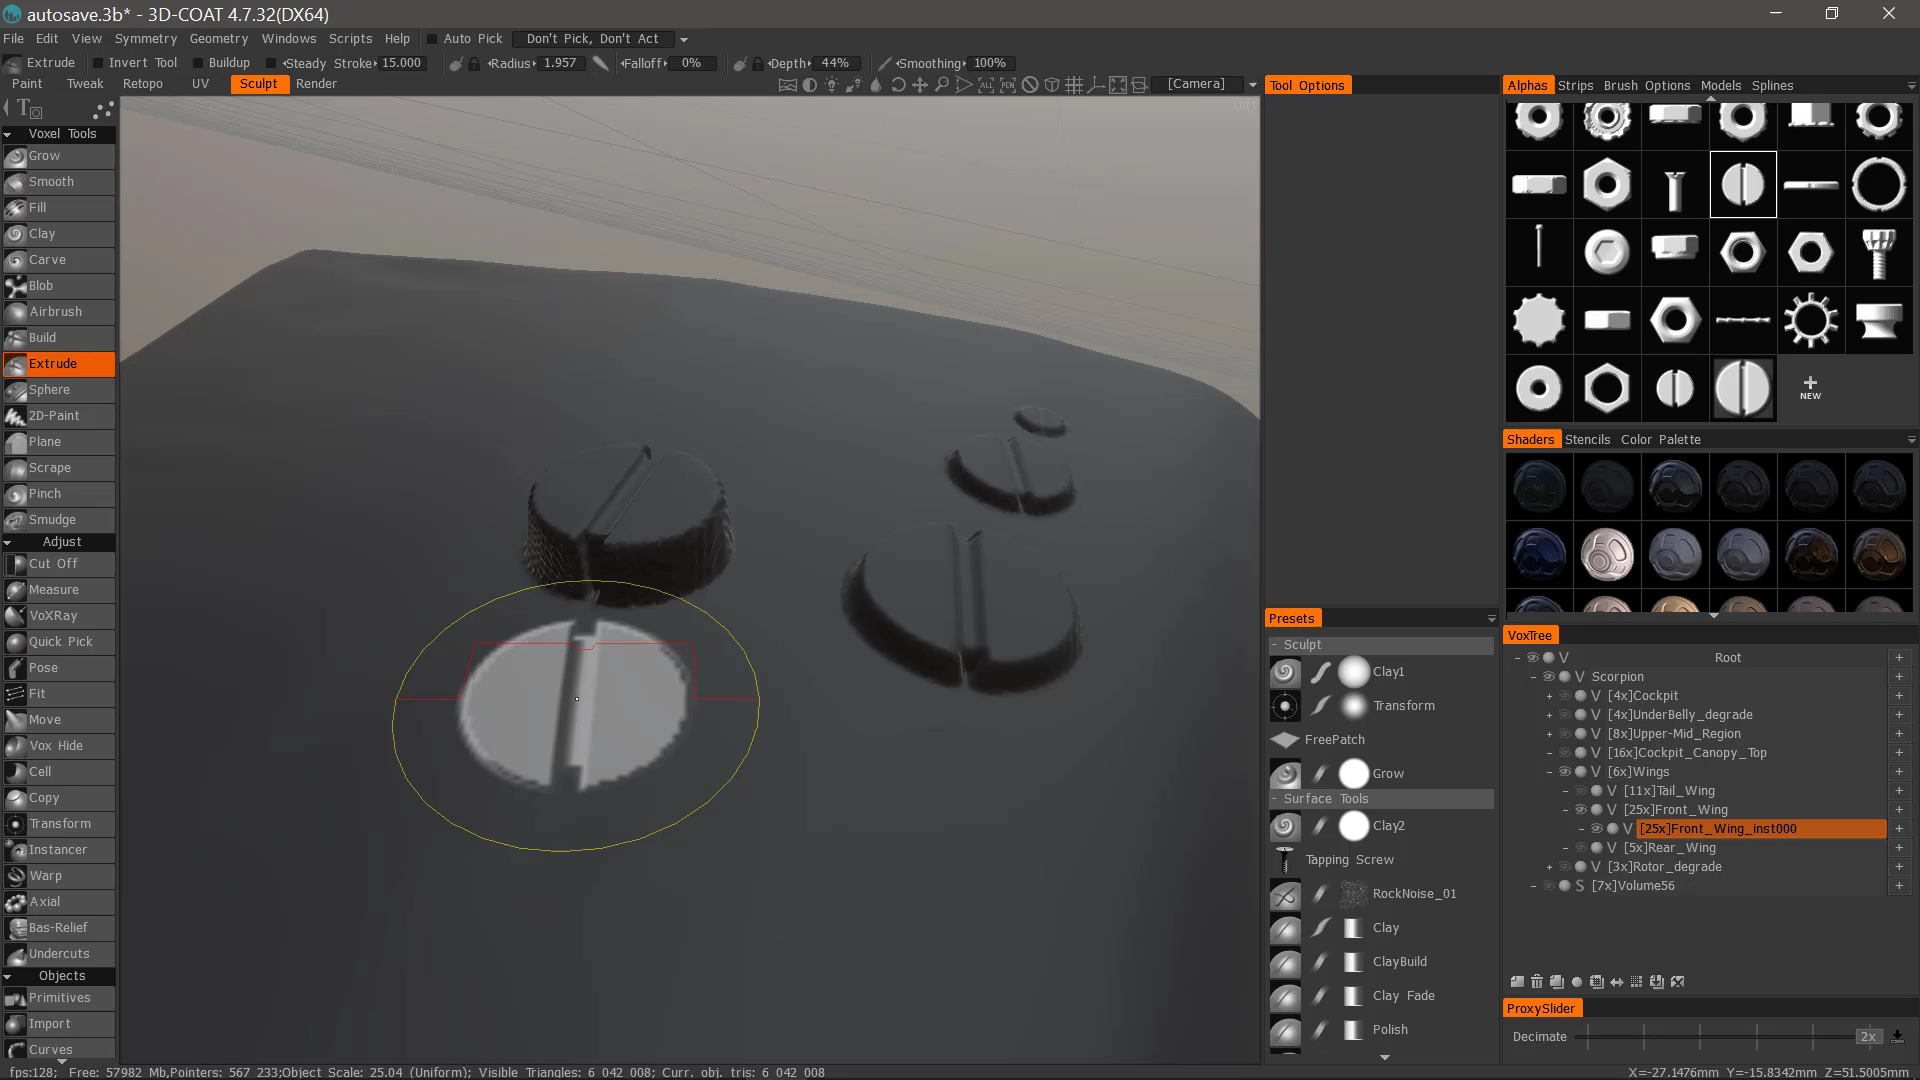 autosave.3b* - 3D-COAT 4.7.32(DX64)
File Edit View Symmetry Geometry Windows Scripts Help Auto Pick Don't Pick, Don't Act
Extrude Invert Tool Buildup Steady Stroke 15.000 Radius 1.957 Falloff 0% Depth 44% Smoothing 100%
Paint Tweak Retopo UV Sculpt Render
ALL PEN [Camera]
Tool Options
Alphas Strips Brush Options Models Splines
Voxel Tools
Grow
Smooth
Fill
Clay
Carve
Blob
Airbrush
Build
Extrude
Sphere
2D-Paint
Plane
Scrape
Pinch
Smudge
Adjust
Cut Off
Measure
VoXRay
Quick Pick
Pose
Fit
Move
Vox Hide
Cell
Copy
Transform
Instancer
Warp
Axial
Bas-Relief
Undercuts
Objects
Primitives
Import
Curves
Left
+
NEW
Shaders Stencils Color Palette
Presets
- Sculpt
Clay1
Transform
FreePatch
Grow
- Surface Tools
Clay2
Tapping Screw
RockNoise_01
Clay
ClayBuild
Clay Fade
Polish
VoxTree
- V Root +
- V Scorpion +
+ V [4x]Cockpit +
+ V [4x]UnderBelly_degrade +
+ V [8x]Upper-Mid_Region +
- V [16x]Cockpit_Canopy_Top +
- V [6x]Wings +
- V [11x]Tail_Wing +
- V [25x]Front_Wing +
- V [25x]Front_Wing_inst000 +
- V [5x]Rear_Wing +
+ V [3x]Rotor_degrade +
- S [7x]Volume56 +
ProxySlider
Decimate 2x
fps:128; Free: 57982 Mb,Pointers: 567 233;Object Scale: 25.04 (Uniform); Visible Triangles: 6 042 008; Curr. obj. tris: 6 042 008
X=-27.1476mm Y=-15.8342mm Z=51.5005mm